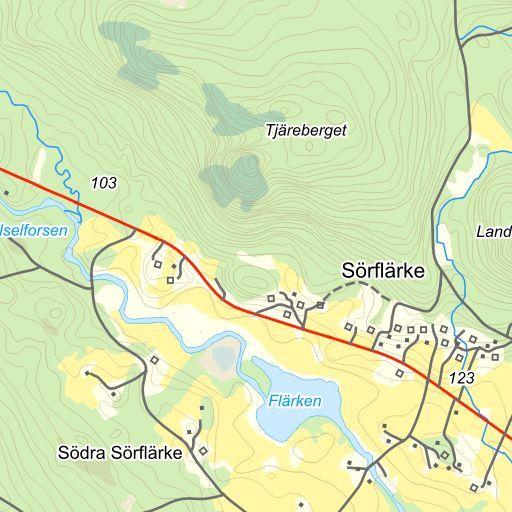 Tjäreberget
103
lselforsen
Land
Sörflärke
123
Flärken
Södra Sörflärke